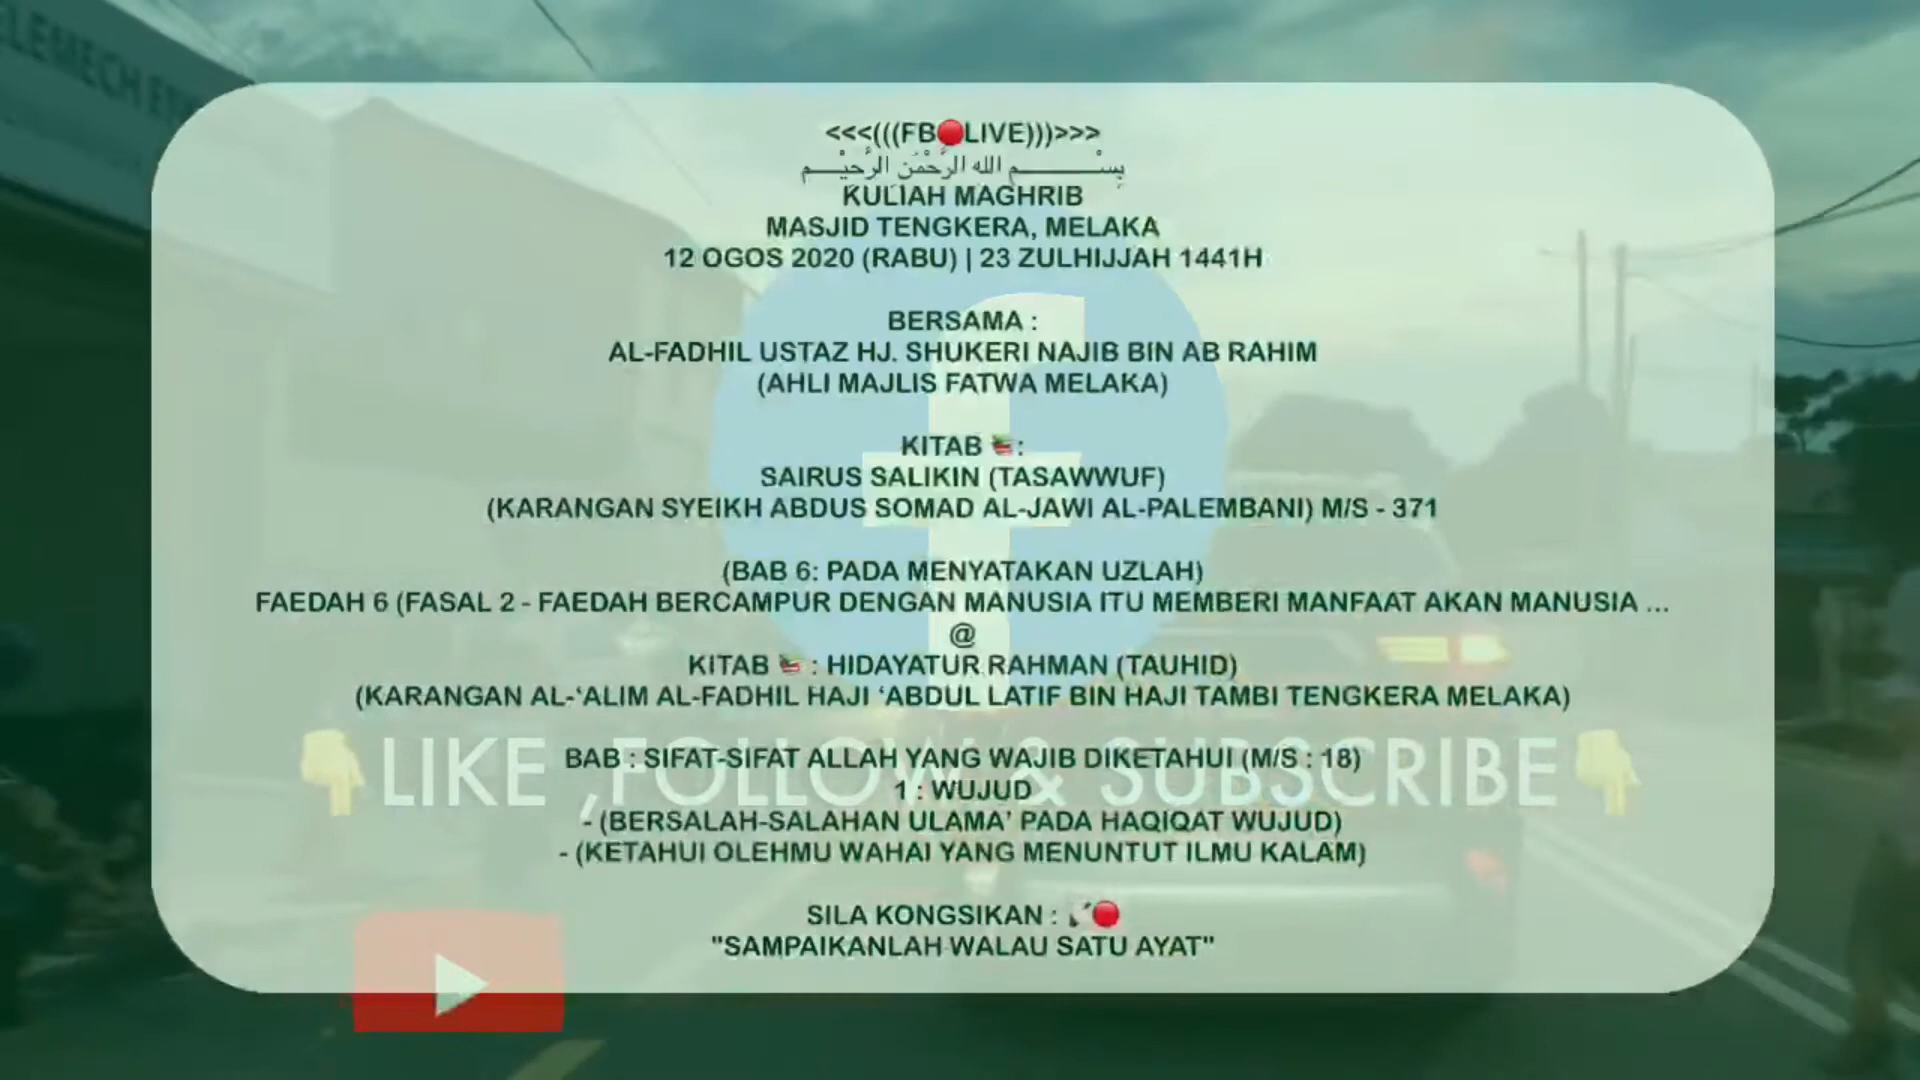 ELEMECH
<<<(((FB🔴LIVE)))>>>
بِسْــــــــــمِ اللهِ الرَّحْمَنِ الرَّحِيْـــمِ
KULIAH MAGHRIB
MASJID TENGKERA, MELAKA
12 OGOS 2020 (RABU) | 23 ZULHIJJAH 1441H
BERSAMA :
AL-FADHIL USTAZ HJ. SHUKERI NAJIB BIN AB RAHIM
(AHLI MAJLIS FATWA MELAKA)
KITAB 📚:
SAIRUS SALIKIN (TASAWWUF)
(KARANGAN SYEIKH ABDUS SOMAD AL-JAWI AL-PALEMBANI) M/S - 371
(BAB 6: PADA MENYATAKAN UZLAH)
FAEDAH 6 (FASAL 2 - FAEDAH BERCAMPUR DENGAN MANUSIA ITU MEMBERI MANFAAT AKAN MANUSIA ...
@
KITAB 📚 : HIDAYATUR RAHMAN (TAUHID)
(KARANGAN AL-‘ALIM AL-FADHIL HAJI ‘ABDUL LATIF BIN HAJI TAMBI TENGKERA MELAKA)
BAB : SIFAT-SIFAT ALLAH YANG WAJIB DIKETAHUI (M/S : 18)
👇LIKE ,FOLLOW & SUBSCRIBE👇
1 : WUJUD
- (BERSALAH-SALAHAN ULAMA’ PADA HAQIQAT WUJUD)
- (KETAHUI OLEHMU WAHAI YANG MENUNTUT ILMU KALAM)
SILA KONGSIKAN : 🔴
"SAMPAIKANLAH WALAU SATU AYAT"